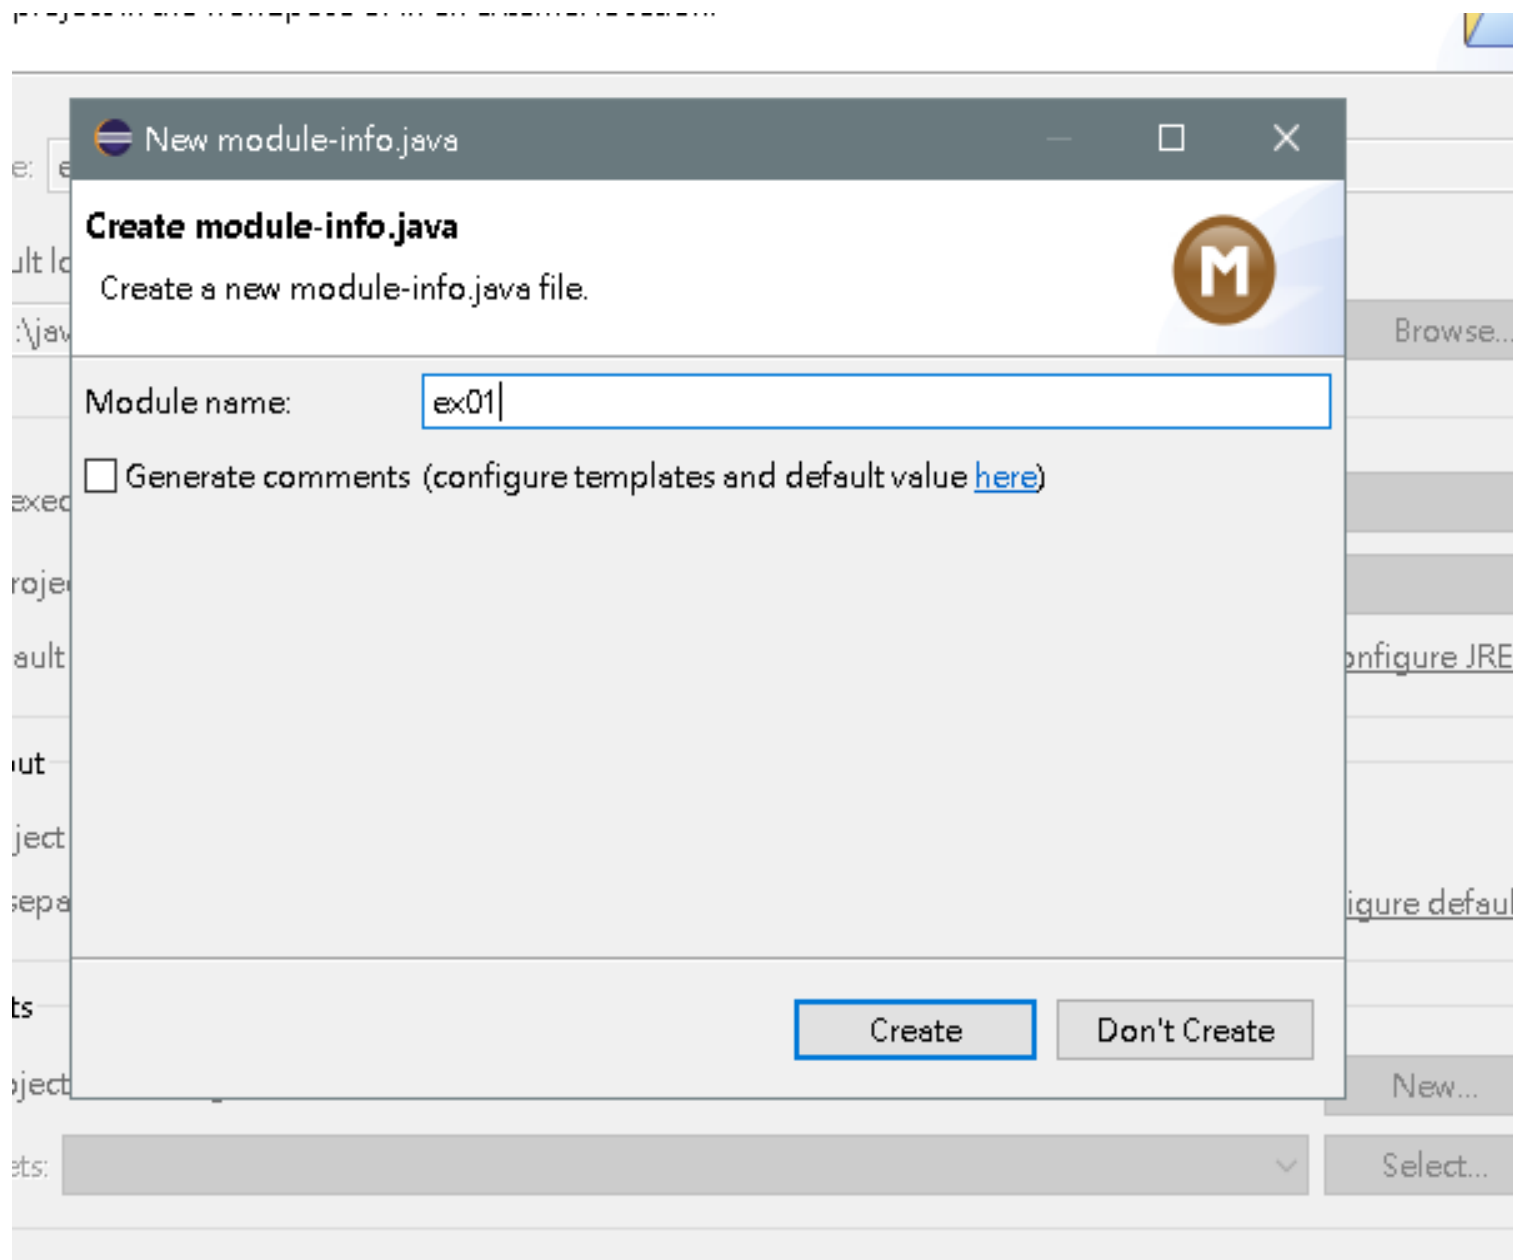 New module-info.java
Create module-info.java
Create a new module-info.java file.
M
Browse...
Module name: ex01
Generate comments (configure templates and default value here)
onfigure JRE
igure defaul
Create
Don't Create
New...
Select...